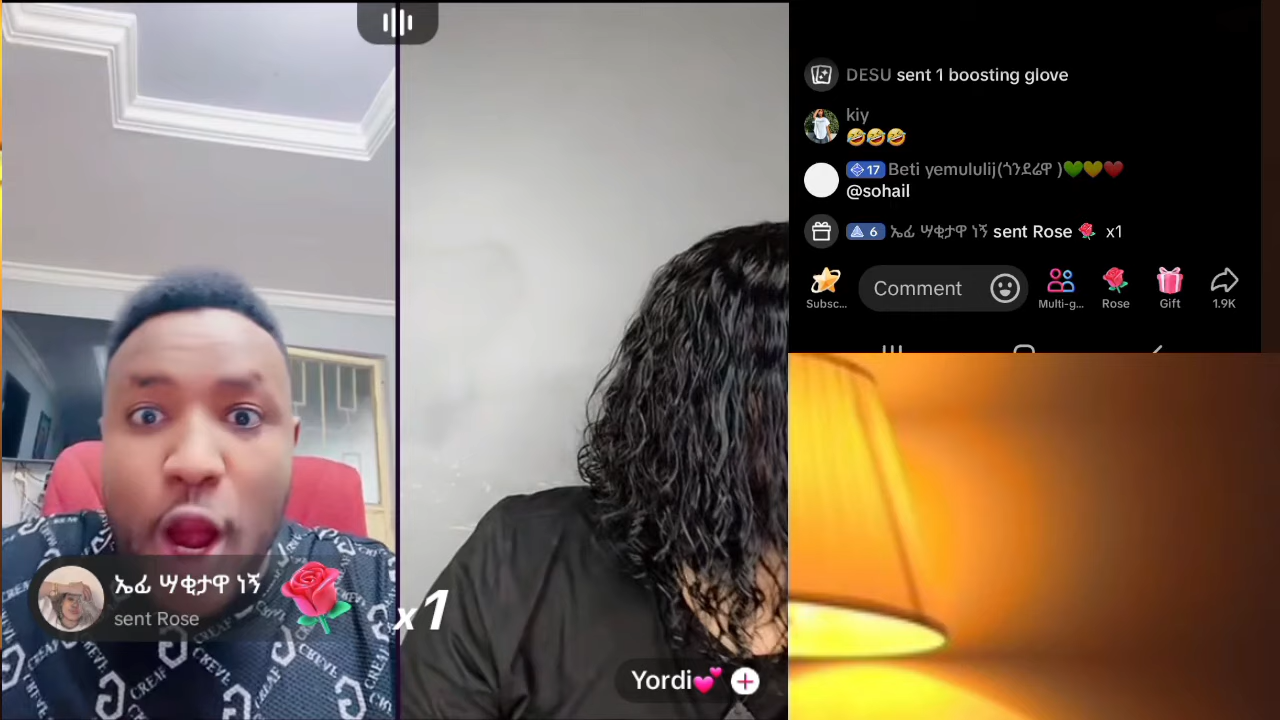 ኤፊ ሣቂታዋ ነኝ
sent Rose
x1
Yordi💕
DESU sent 1 boosting glove
kiy
🤣🤣🤣
17 Beti yemululij(ጎንደሬዋ )💚💛❤️
@sohail
6 ኤፊ ሣቂታዋ ነኝ sent Rose 🌹 x1
Subsc...
Comment
Multi-g...
Rose
Gift
1.9K